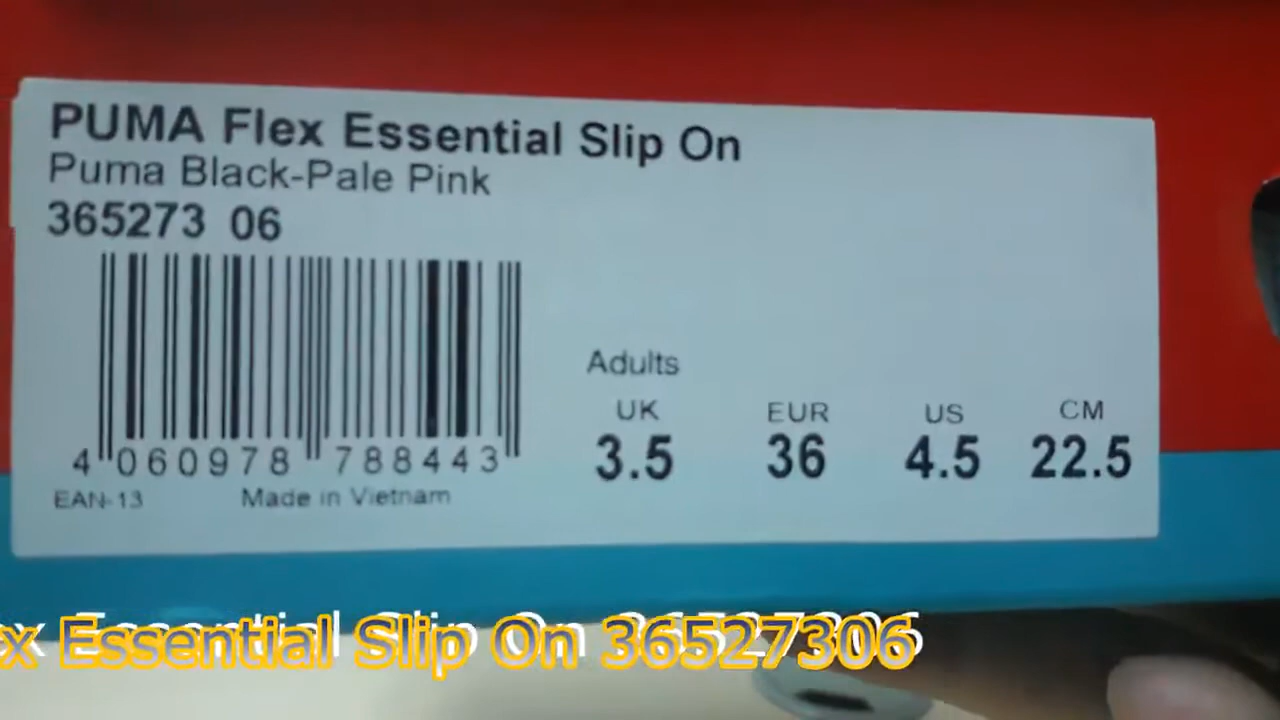 PUMA Flex Essential Slip On
Puma Black-Pale Pink
365273 06
4 060978 788443
EAN-13 Made in Vietnam
Adults
UK EUR US CM
3.5 36 4.5 22.5
x Essential Slip On 36527306